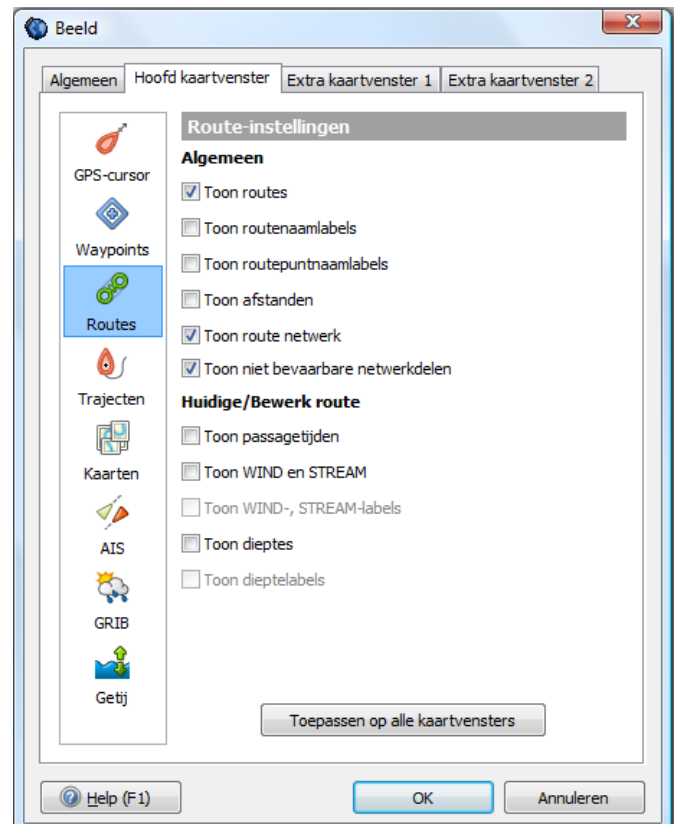 Beeld
Algemeen
Hoofd kaartvenster
Extra kaartvenster 1
Extra kaartvenster 2
GPS-cursor
Waypoints
Routes
Trajecten
Kaarten
AIS
GRIB
Getij
Route-instellingen
Algemeen
Toon routes
Toon routenaamlabels
Toon routepuntnaamlabels
Toon afstanden
Toon route netwerk
Toon niet bevaarbare netwerkdelen
Huidige/Bewerk route
Toon passagetijden
Toon WIND en STREAM
Toon WIND-, STREAM-labels
Toon dieptes
Toon dieptelabels
Toepassen op alle kaartvensters
Help (F1)
OK
Annuleren